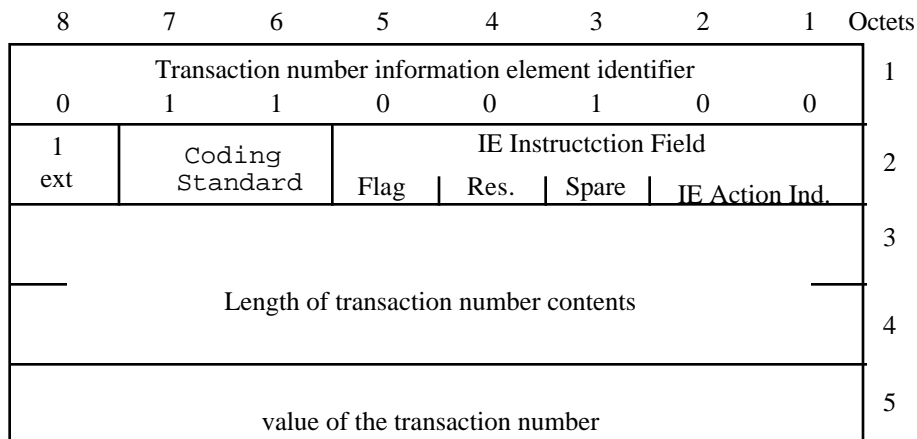 8 7 6 5 4 3 2 1 Octets
Transaction number information element identifier
1
0 1 1 0 0 1 0 0
1 ext
Coding Standard
IE Instructction Field
2
Flag Res. Spare IE Action Ind.
3
Length of transaction number contents
4
value of the transaction number
5